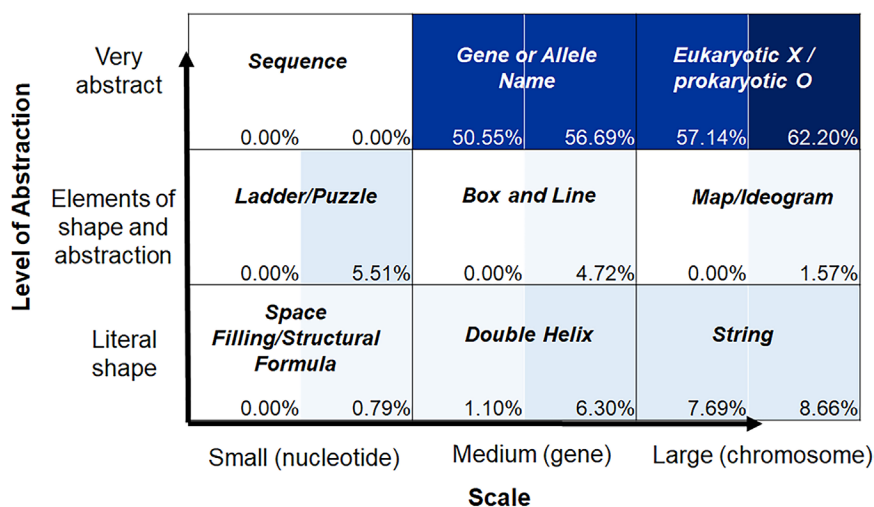 Very
abstract
Sequence
Gene or Allele
Name
Eukaryotic X /
prokaryotic O
0.00% 0.00% 50.55% 56.69% 57.14% 62.20%
Level of Abstraction
Elements of
shape and
abstraction
Ladder/Puzzle
Box and Line
Map/Ideogram
0.00% 5.51% 0.00% 4.72% 0.00% 1.57%
Literal
shape
Space
Filling/Structural
Formula
Double Helix
String
0.00% 0.79% 1.10% 6.30% 7.69% 8.66%
Small (nucleotide) Medium (gene) Large (chromosome)
Scale